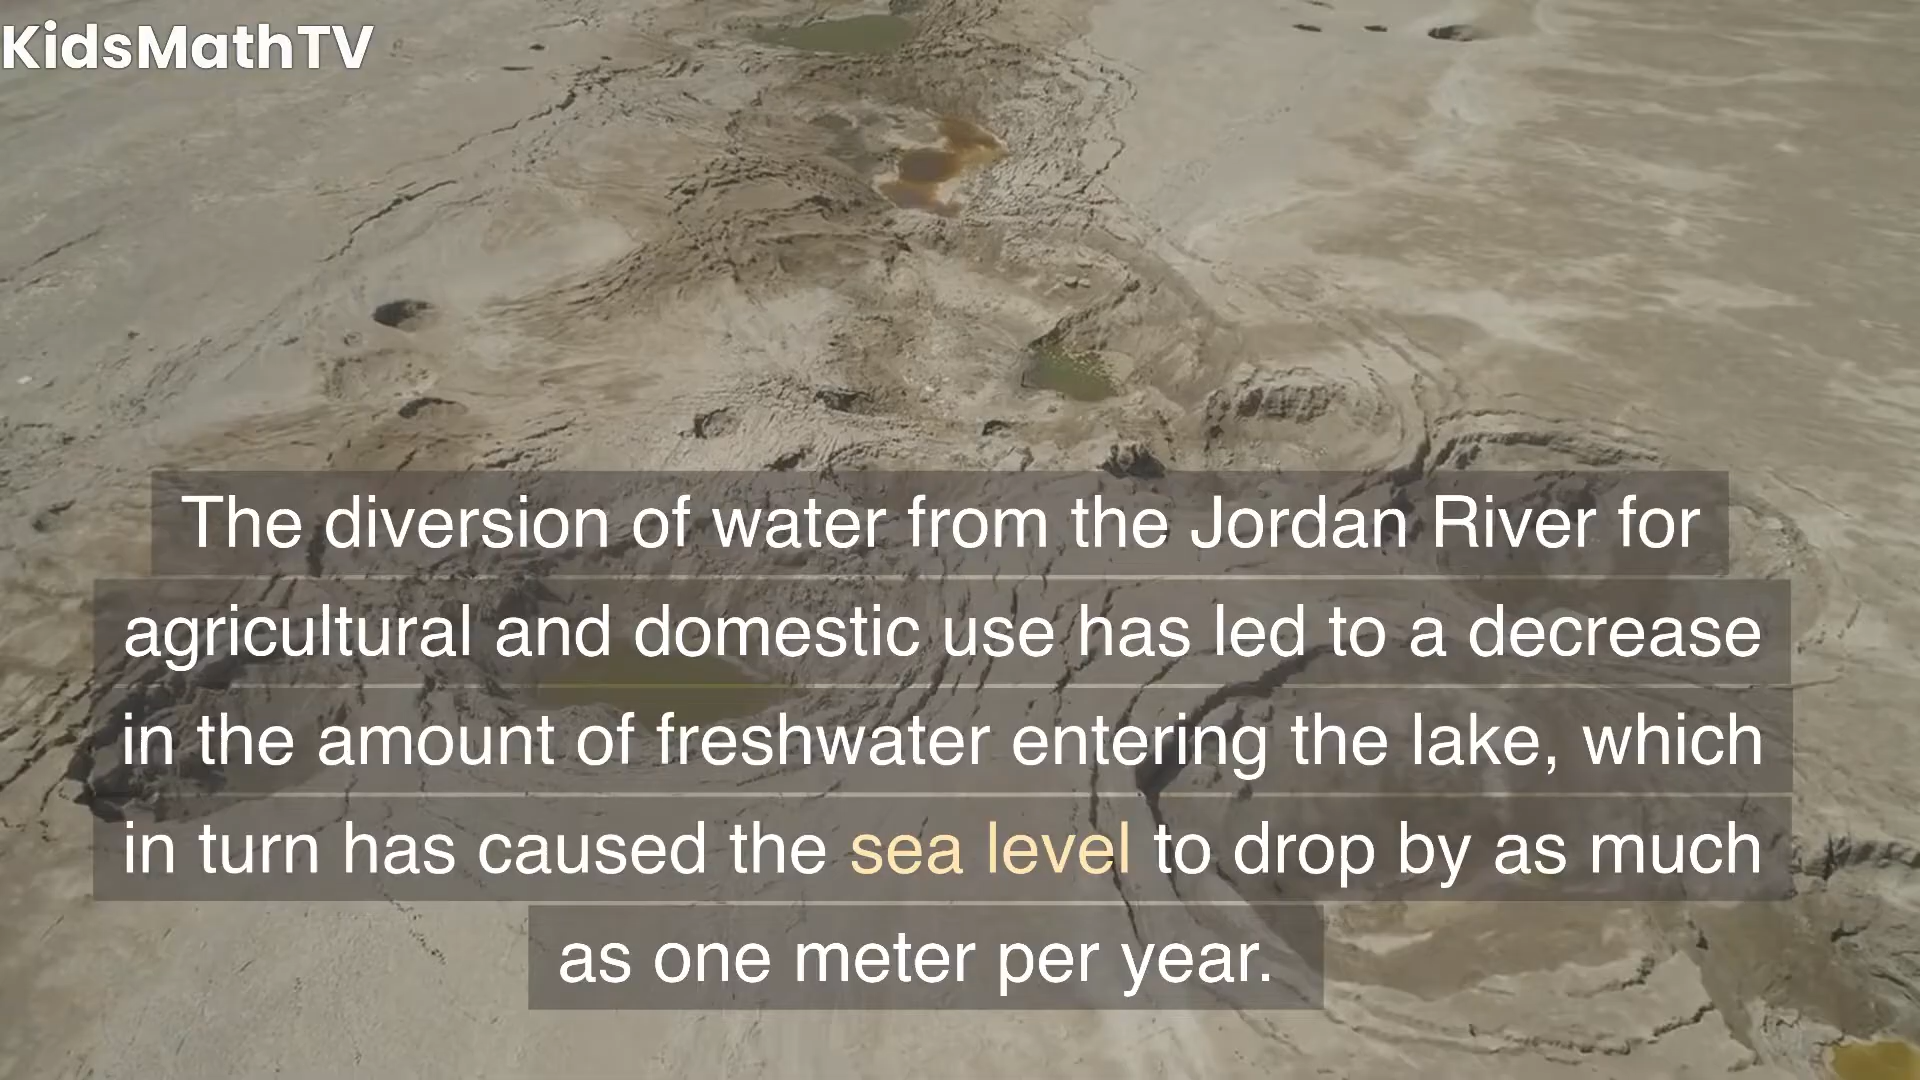 KidsMathTV
The diversion of water from the Jordan River for
agricultural and domestic use has led to a decrease
in the amount of freshwater entering the lake, which
in turn has caused the sea level to drop by as much
as one meter per year.